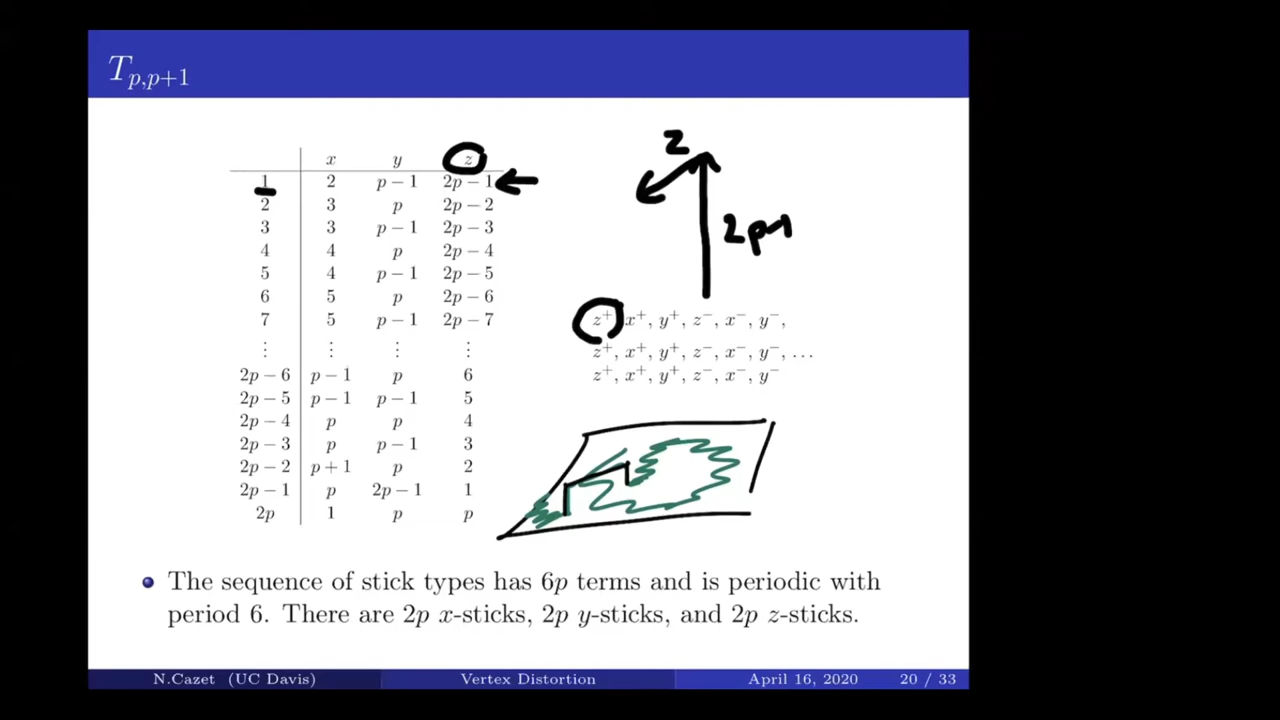 T_{p,p+1}
x y z
1 2 p − 1 2p − 1
2 3 p 2p − 2
3 3 p − 1 2p − 3
4 4 p 2p − 4
5 4 p − 1 2p − 5
6 5 p 2p − 6
7 5 p − 1 2p − 7
⋮ ⋮ ⋮ ⋮
2p − 6 p − 1 p 6
2p − 5 p − 1 p − 1 5
2p − 4 p p 4
2p − 3 p p − 1 3
2p − 2 p + 1 p 2
2p − 1 p 2p − 1 1
2p 1 p p
2
2p-1
z⁺, x⁺, y⁺, z⁻, x⁻, y⁻,
z⁺, x⁺, y⁺, z⁻, x⁻, y⁻, …
z⁺, x⁺, y⁺, z⁻, x⁻, y⁻
The sequence of stick types has 6p terms and is periodic with
period 6. There are 2p x-sticks, 2p y-sticks, and 2p z-sticks.
N.Cazet (UC Davis) Vertex Distortion April 16, 2020 20 / 33